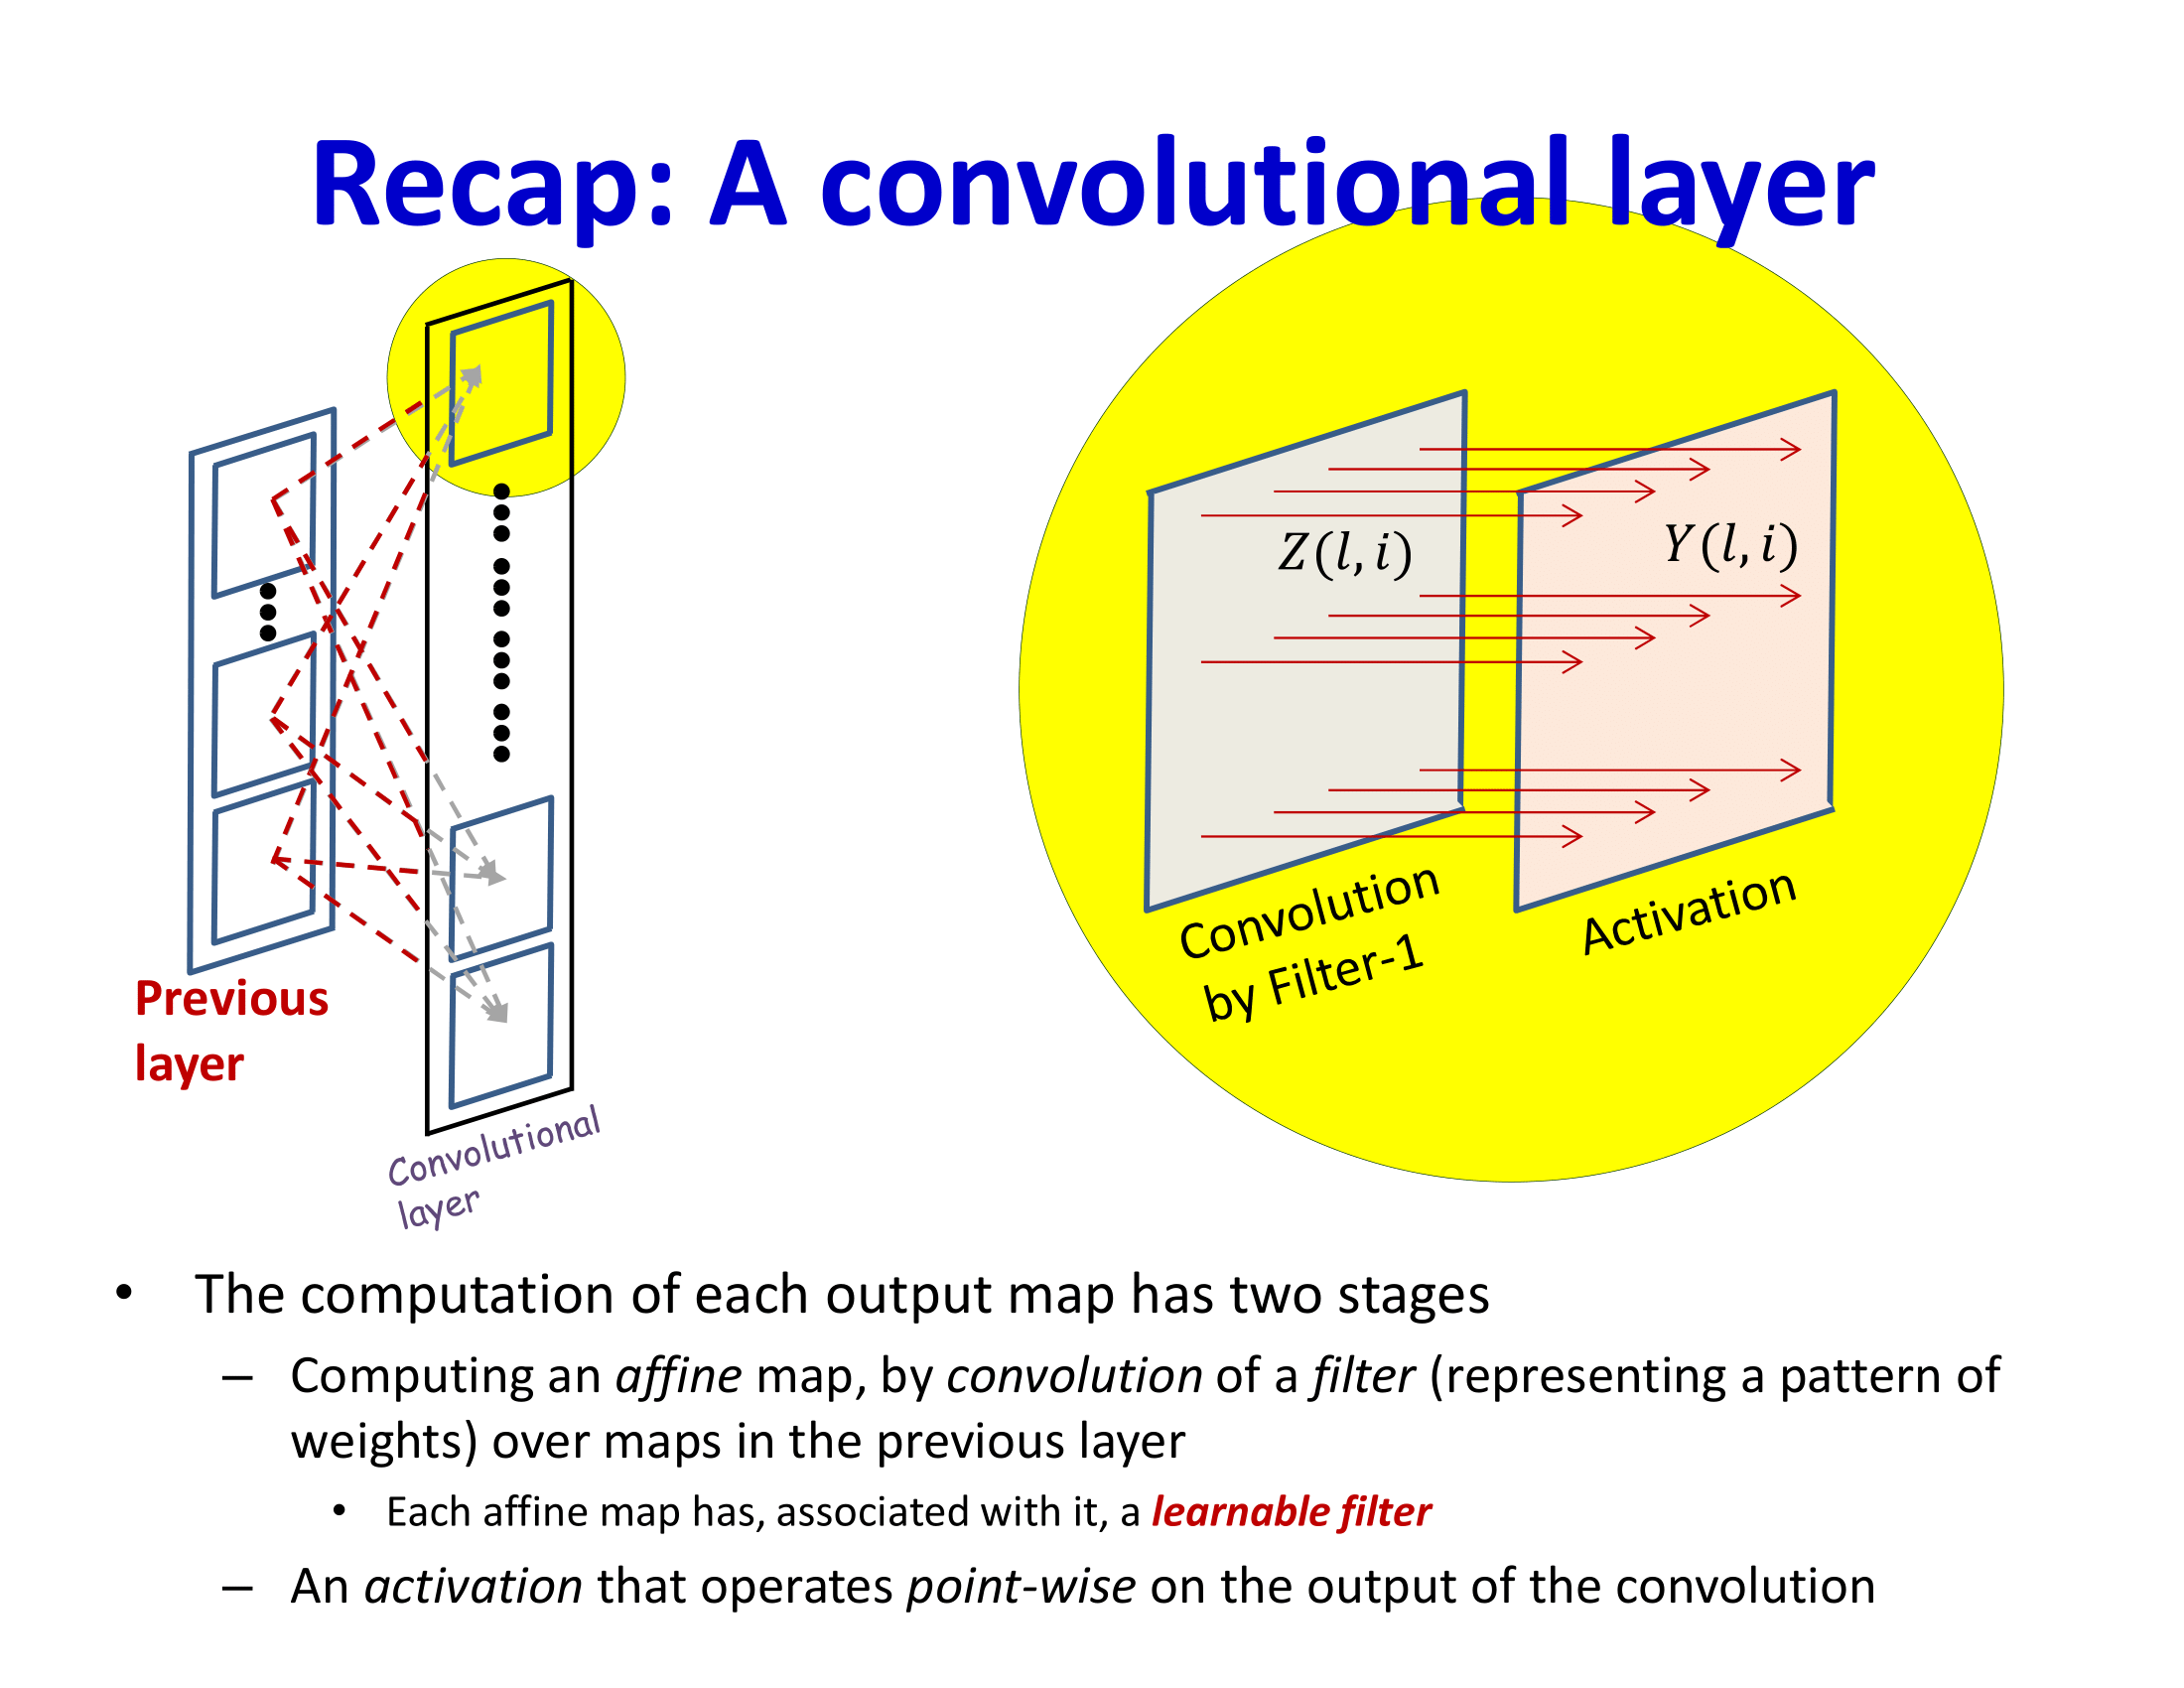 Recap: A convolutional layer
Z(l, i)
Y(l, i)
Convolution
by Filter-1
Activation
Previous
layer
Convolutional
layer
• The computation of each output map has two stages
– Computing an affine map, by convolution of a filter (representing a pattern of
weights) over maps in the previous layer
• Each affine map has, associated with it, a learnable filter
– An activation that operates point-wise on the output of the convolution